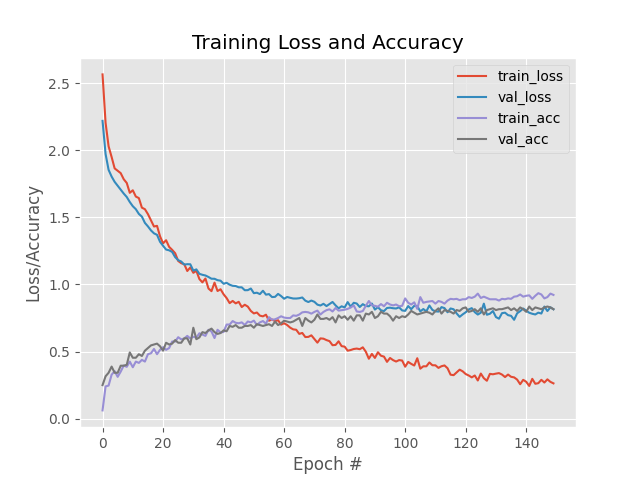 Training Loss and Accuracy
train_loss
val_loss
train_acc
val_acc
Loss/Accuracy
2.5
2.0
1.5
1.0
0.5
0.0
0 20 40 60 80 100 120 140
Epoch #